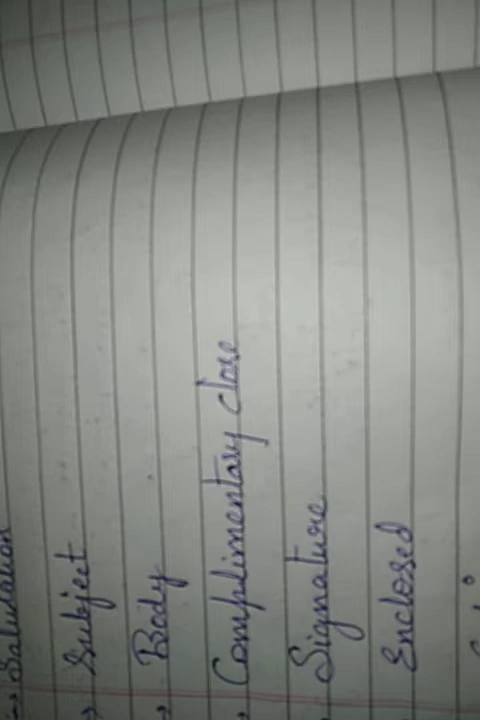 → Salutation
→ Subject
→ Body
→ Complimentary close
Signature
Enclosed